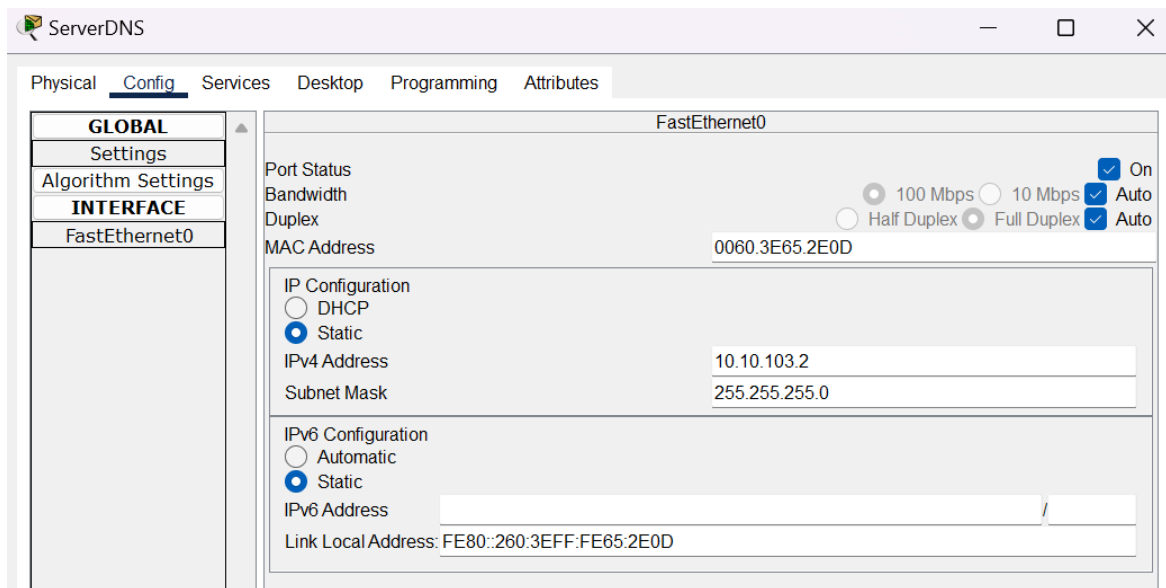 ServerDNS
Physical Config Services Desktop Programming Attributes
GLOBAL
Settings
Algorithm Settings
INTERFACE
FastEthernet0
FastEthernet0
Port Status On
Bandwidth 100 Mbps 10 Mbps Auto
Duplex Half Duplex Full Duplex Auto
MAC Address 0060.3E65.2E0D
IP Configuration
DHCP
Static
IPv4 Address 10.10.103.2
Subnet Mask 255.255.255.0
IPv6 Configuration
Automatic
Static
IPv6 Address /
Link Local Address: FE80::260:3EFF:FE65:2E0D